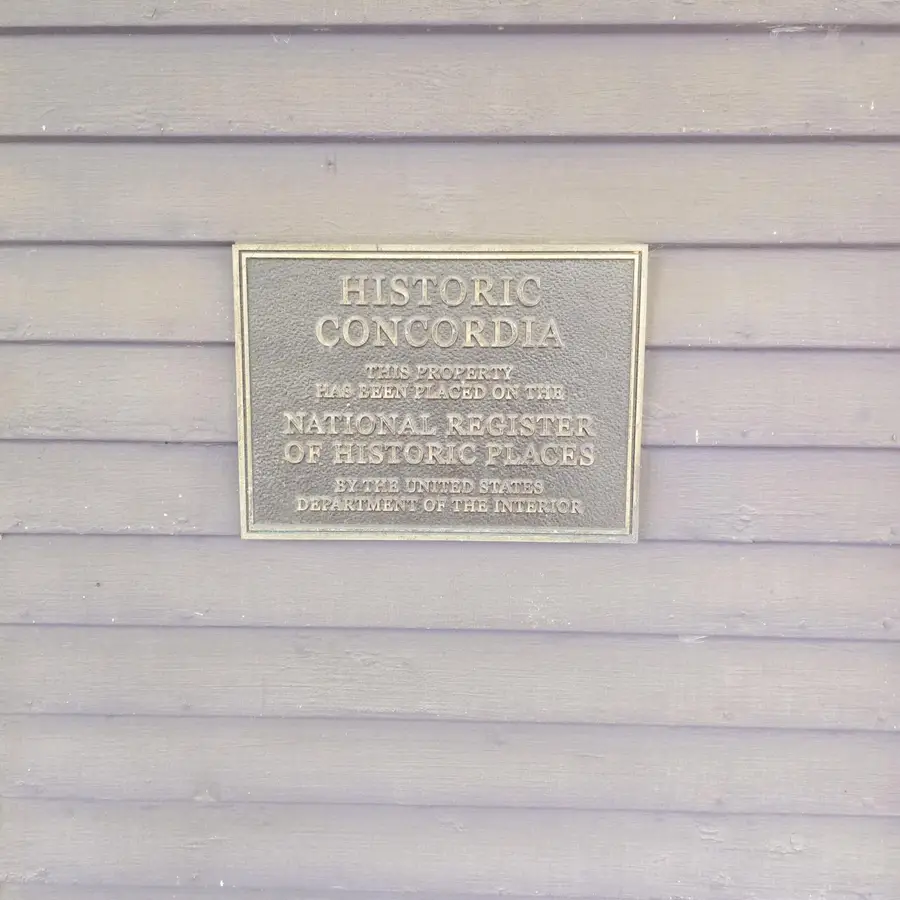 HISTORIC
CONCORDIA
THIS PROPERTY
HAS BEEN PLACED ON THE
NATIONAL REGISTER
OF HISTORIC PLACES
BY THE UNITED STATES
DEPARTMENT OF THE INTERIOR